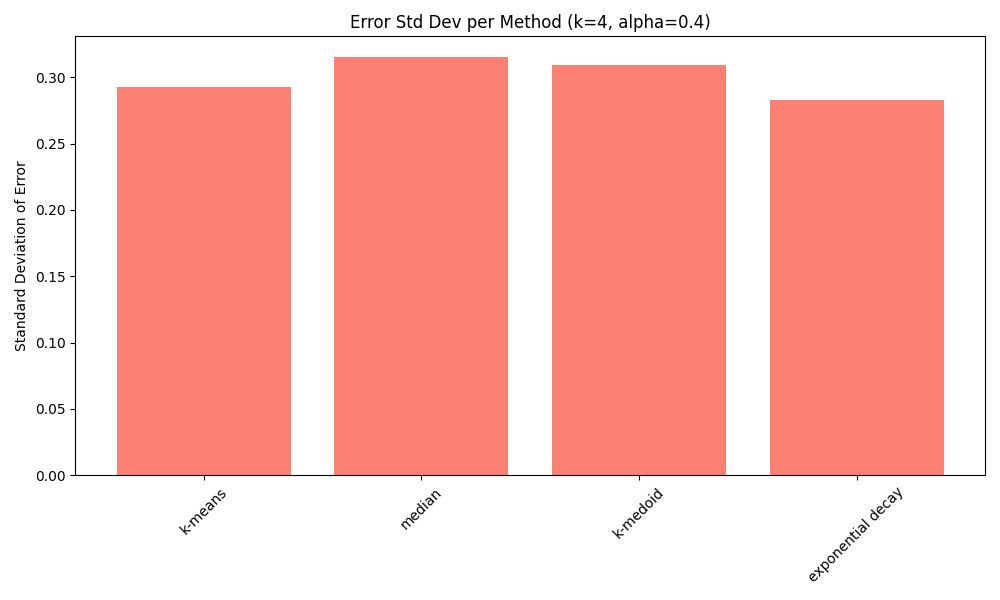 Error Std Dev per Method (k=4, alpha=0.4)
Standard Deviation of Error
0.30
0.25
0.20
0.15
0.10
0.05
0.00
k-means
median
k-medoid
exponential decay